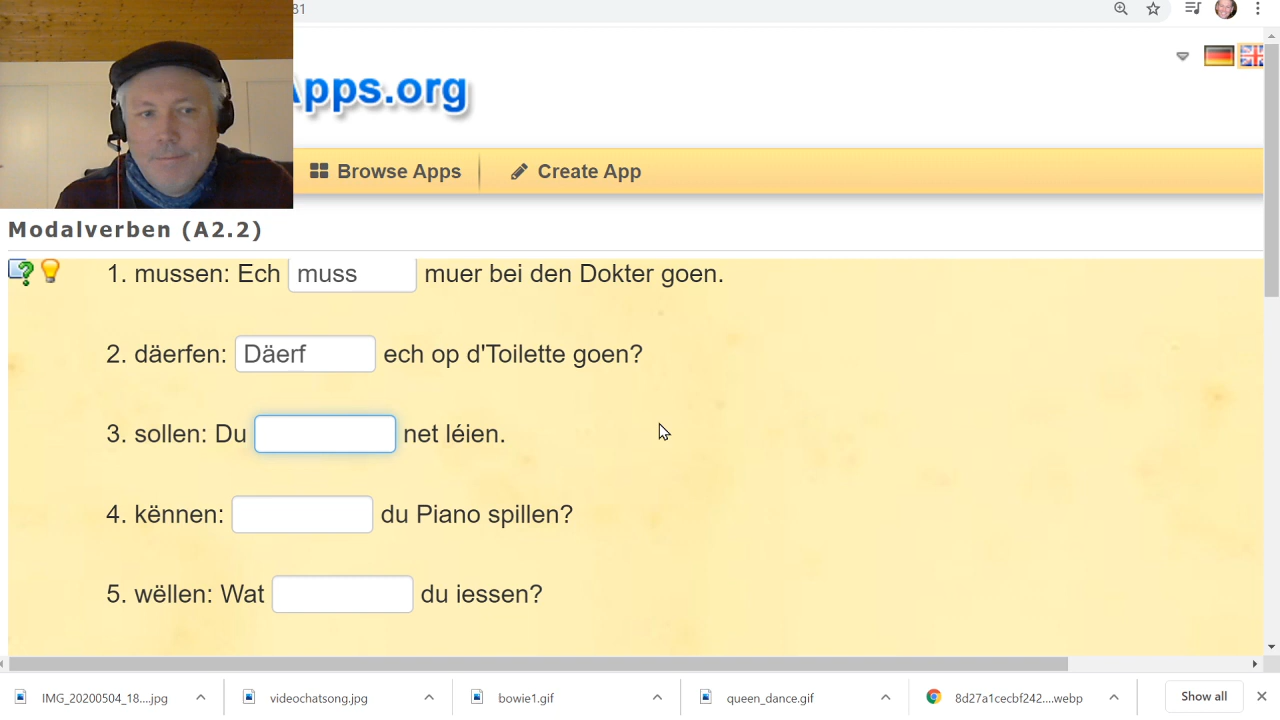 81
Apps.org
Browse Apps
Create App
Modalverben (A2.2)
1. mussen: Ech muss muer bei den Dokter goen.
2. däerfen: Däerf ech op d'Toilette goen?
3. sollen: Du net léien.
4. kënnen: du Piano spillen?
5. wëllen: Wat du iessen?
IMG_20200504_18....jpg
videochatsong.jpg
bowie1.gif
queen_dance.gif
8d27a1cecbf242....webp
Show all